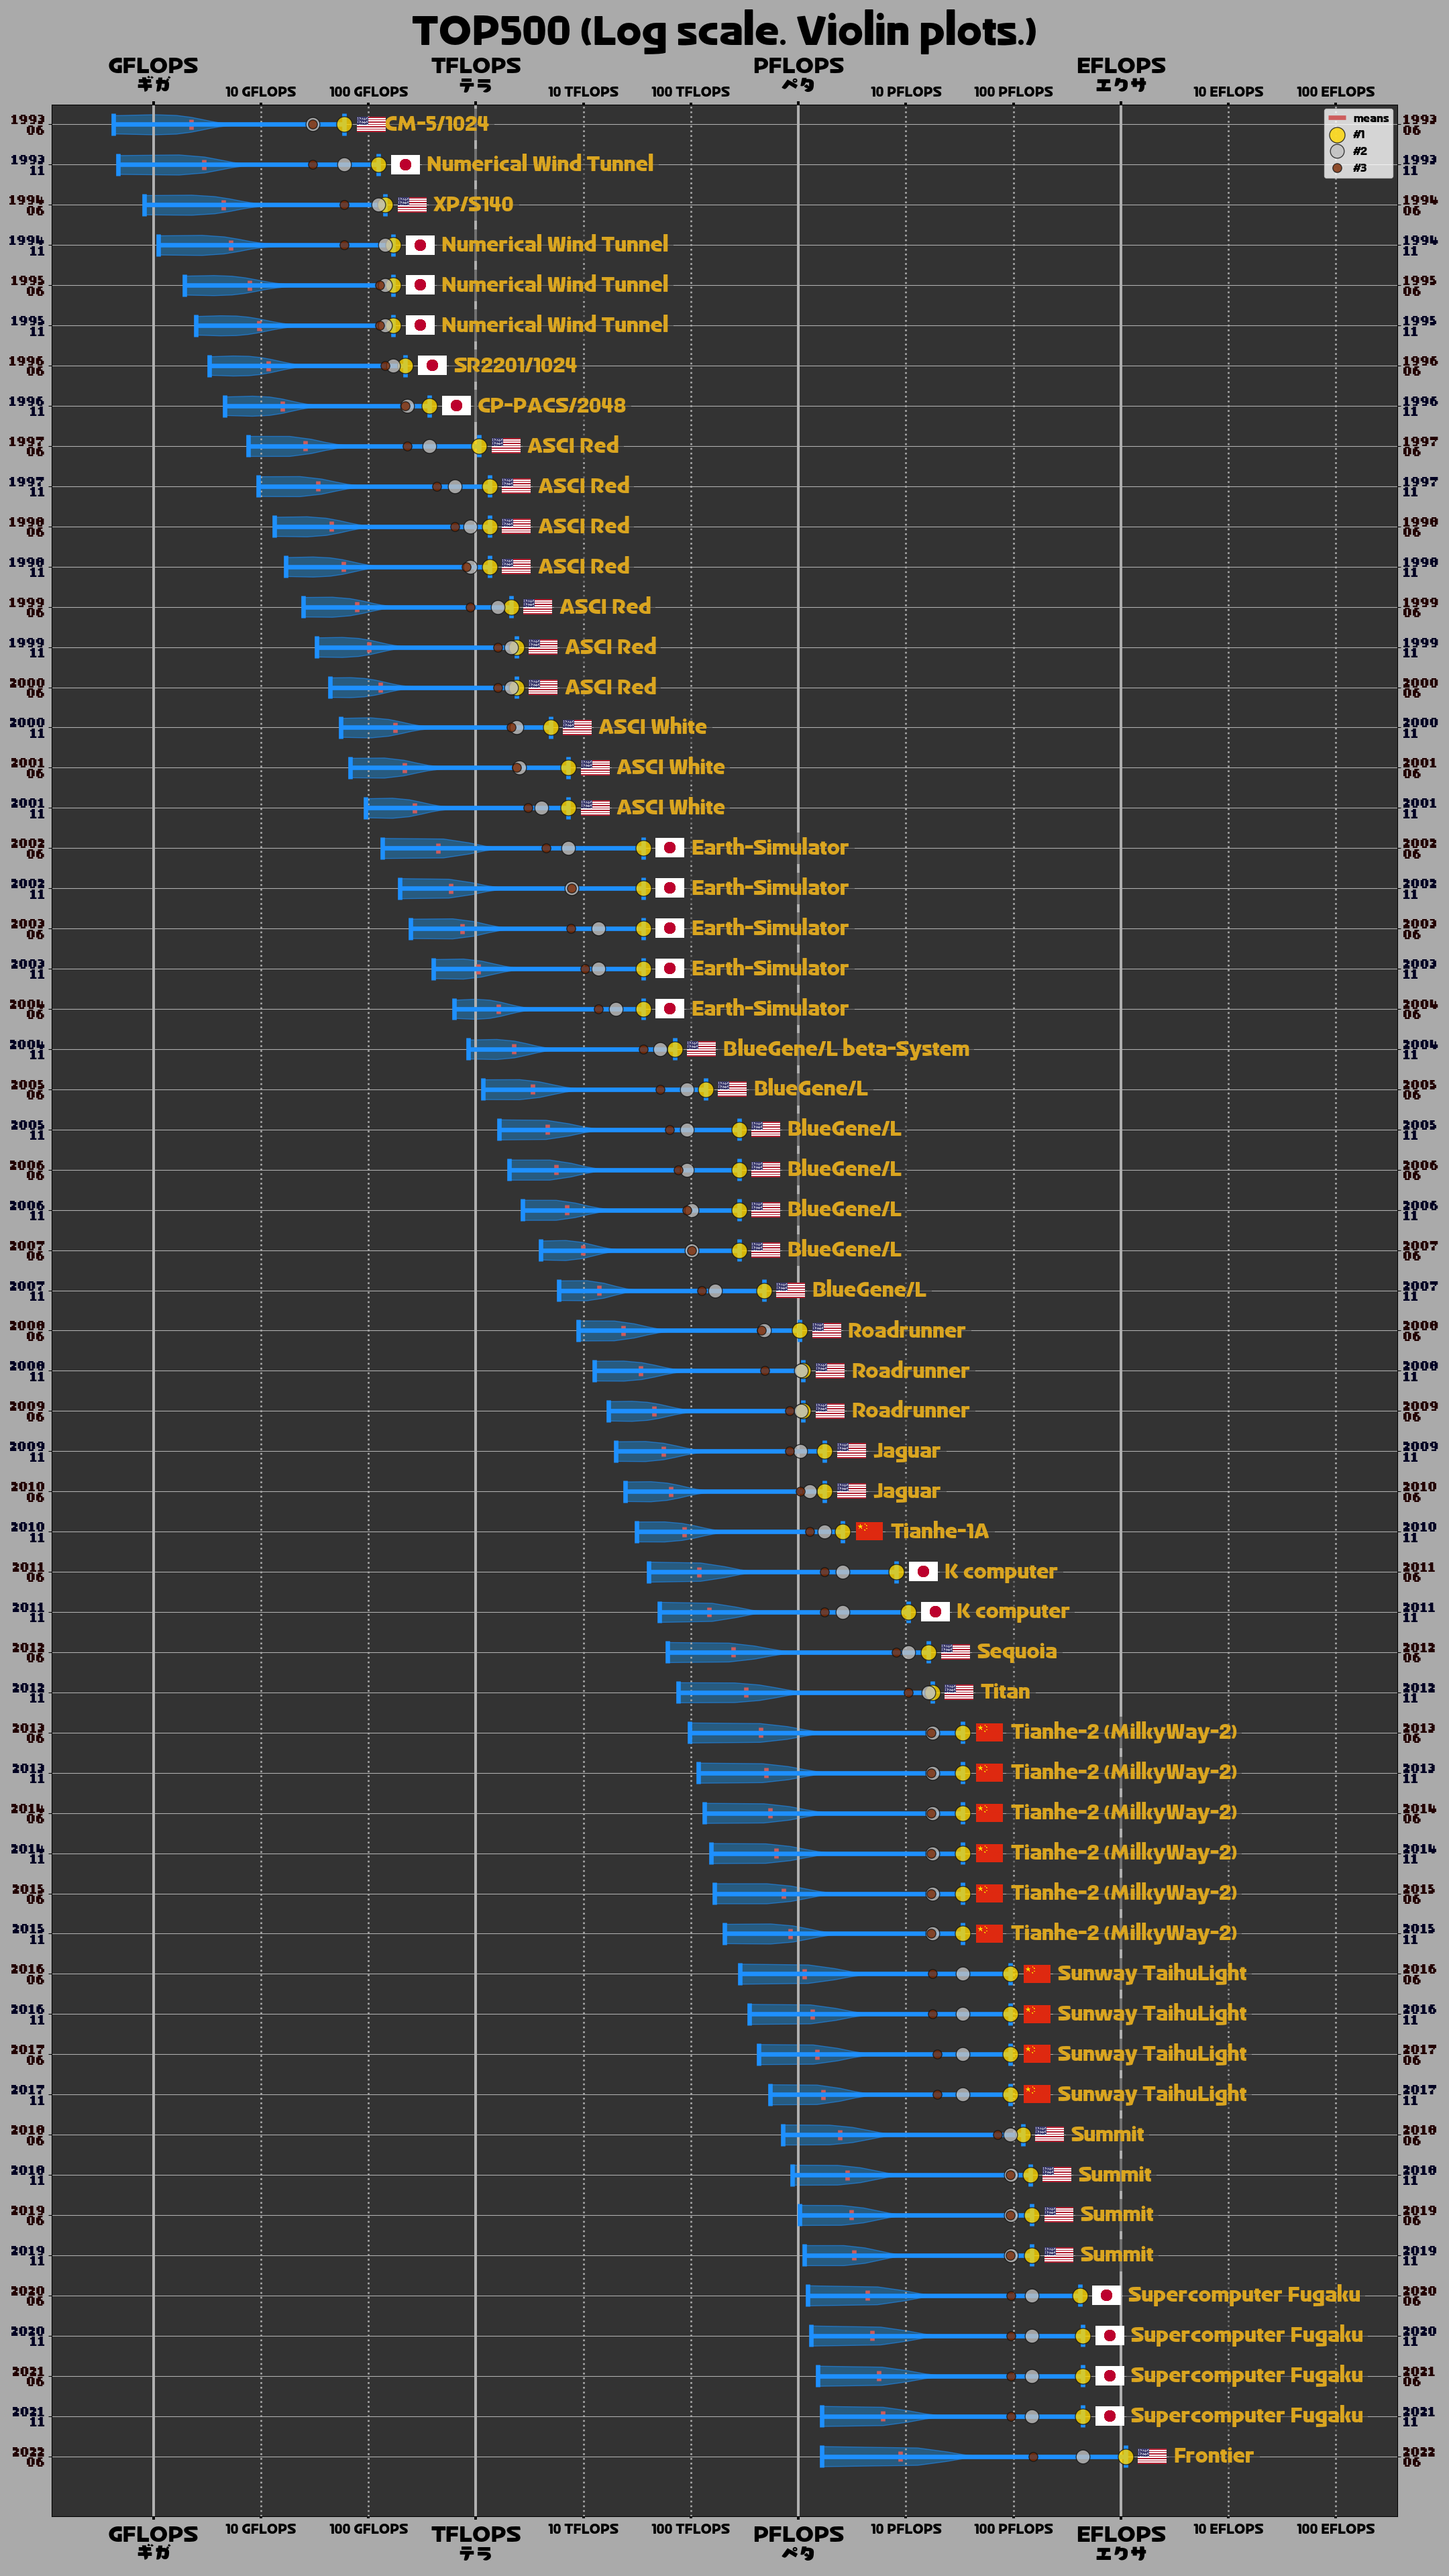 TOP500 (Log scale. Violin plots.)
GFLOPS TFLOPS PFLOPS EFLOPS
ギガ テラ ペタ エクサ
10 GFLOPS 100 GFLOPS 10 TFLOPS 100 TFLOPS 10 PFLOPS 100 PFLOPS 10 EFLOPS 100 EFLOPS
means
#1
#2
#3
1993 06 CM-5/1024 1993 06
1993 11 Numerical Wind Tunnel 1993 11
1994 06 XP/S140 1994 06
1994 11 Numerical Wind Tunnel 1994 11
1995 06 Numerical Wind Tunnel 1995 06
1995 11 Numerical Wind Tunnel 1995 11
1996 06 SR2201/1024 1996 06
1996 11 CP-PACS/2048 1996 11
1997 06 ASCI Red 1997 06
1997 11 ASCI Red 1997 11
1998 06 ASCI Red 1998 06
1998 11 ASCI Red 1998 11
1999 06 ASCI Red 1999 06
1999 11 ASCI Red 1999 11
2000 06 ASCI Red 2000 06
2000 11 ASCI White 2000 11
2001 06 ASCI White 2001 06
2001 11 ASCI White 2001 11
2002 06 Earth-Simulator 2002 06
2002 11 Earth-Simulator 2002 11
2003 06 Earth-Simulator 2003 06
2003 11 Earth-Simulator 2003 11
2004 06 Earth-Simulator 2004 06
2004 11 BlueGene/L beta-System 2004 11
2005 06 BlueGene/L 2005 06
2005 11 BlueGene/L 2005 11
2006 06 BlueGene/L 2006 06
2006 11 BlueGene/L 2006 11
2007 06 BlueGene/L 2007 06
2007 11 BlueGene/L 2007 11
2008 06 Roadrunner 2008 06
2008 11 Roadrunner 2008 11
2009 06 Roadrunner 2009 06
2009 11 Jaguar 2009 11
2010 06 Jaguar 2010 06
2010 11 Tianhe-1A 2010 11
2011 06 K computer 2011 06
2011 11 K computer 2011 11
2012 06 Sequoia 2012 06
2012 11 Titan 2012 11
2013 06 Tianhe-2 (MilkyWay-2) 2013 06
2013 11 Tianhe-2 (MilkyWay-2) 2013 11
2014 06 Tianhe-2 (MilkyWay-2) 2014 06
2014 11 Tianhe-2 (MilkyWay-2) 2014 11
2015 06 Tianhe-2 (MilkyWay-2) 2015 06
2015 11 Tianhe-2 (MilkyWay-2) 2015 11
2016 06 Sunway TaihuLight 2016 06
2016 11 Sunway TaihuLight 2016 11
2017 06 Sunway TaihuLight 2017 06
2017 11 Sunway TaihuLight 2017 11
2018 06 Summit 2018 06
2018 11 Summit 2018 11
2019 06 Summit 2019 06
2019 11 Summit 2019 11
2020 06 Supercomputer Fugaku 2020 06
2020 11 Supercomputer Fugaku 2020 11
2021 06 Supercomputer Fugaku 2021 06
2021 11 Supercomputer Fugaku 2021 11
2022 06 Frontier 2022 06
GFLOPS TFLOPS PFLOPS EFLOPS
10 GFLOPS 100 GFLOPS 10 TFLOPS 100 TFLOPS 10 PFLOPS 100 PFLOPS 10 EFLOPS 100 EFLOPS
ギガ テラ ペタ エクサ